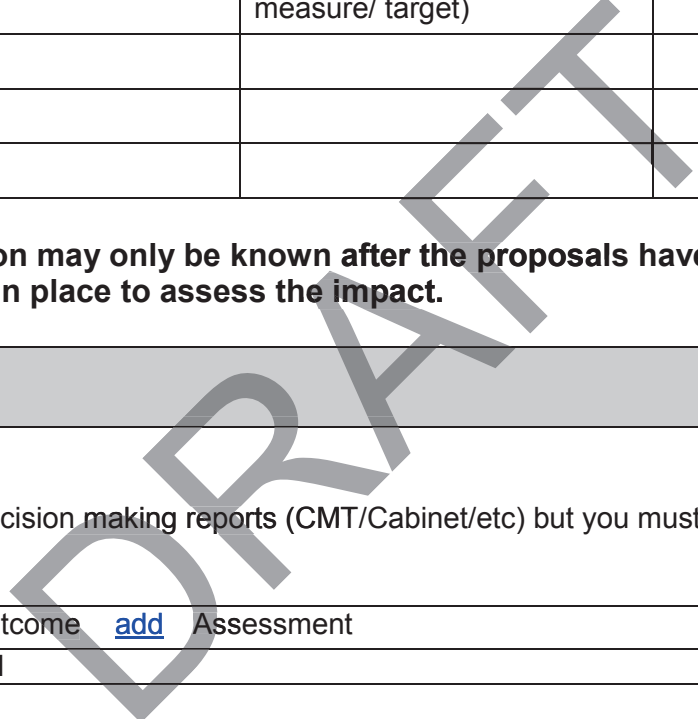 measure/ target)
on may only be known after the proposals have
n place to assess the impact.
cision making reports (CMT/Cabinet/etc) but you must
tcome add Assessment
DRAFT